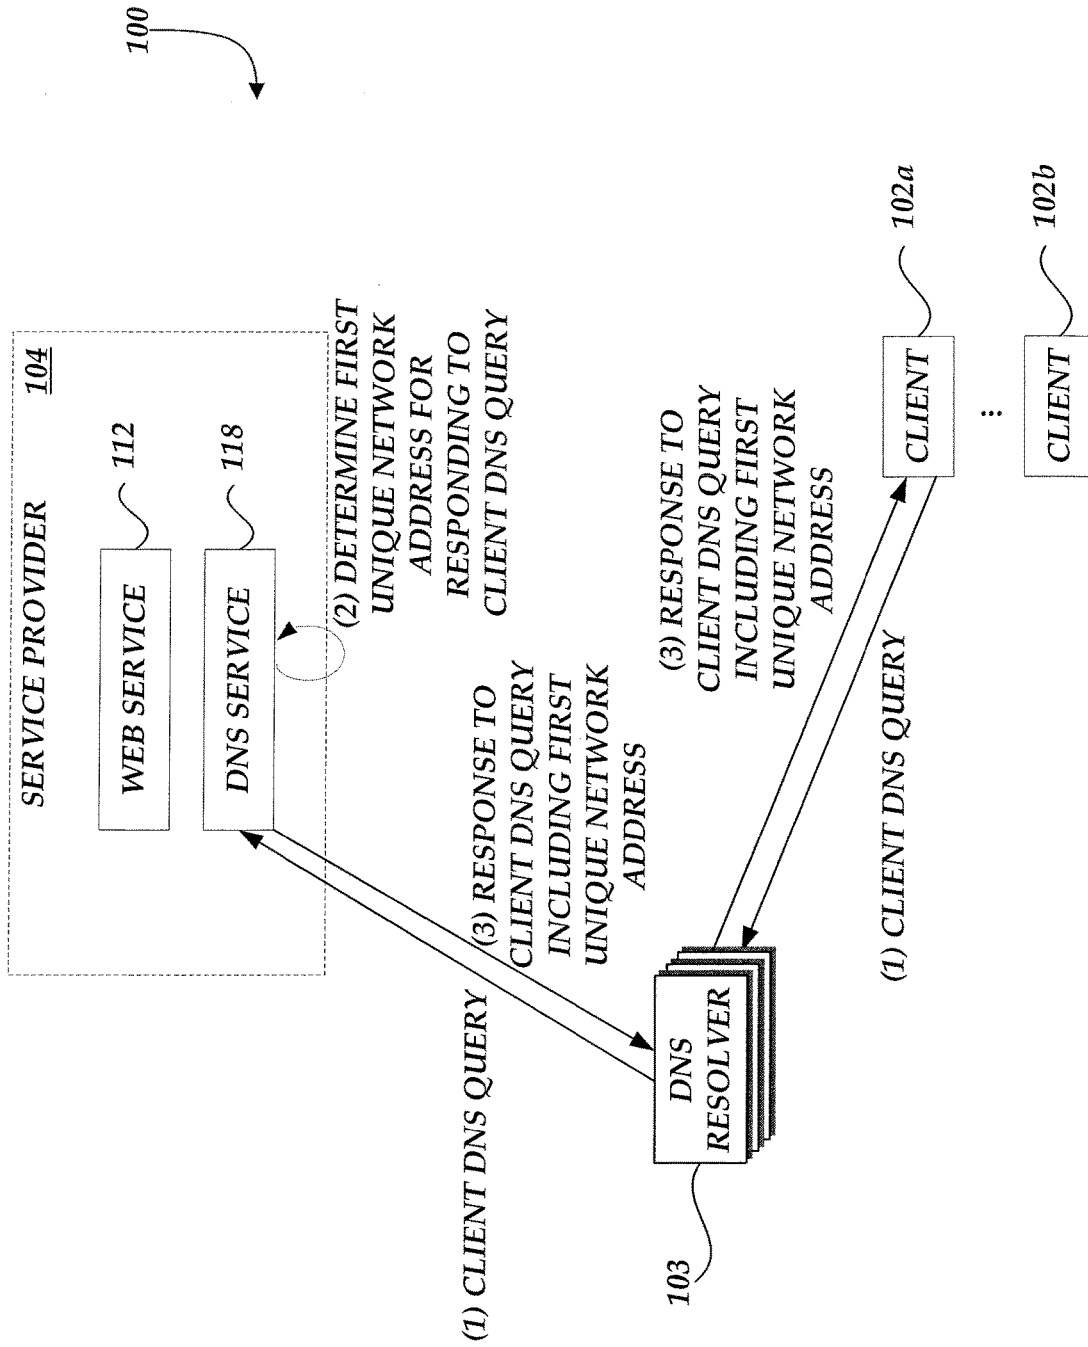 100
SERVICE PROVIDER
104
WEB SERVICE
112
DNS SERVICE
118
(2) DETERMINE FIRST
UNIQUE NETWORK
ADDRESS FOR
RESPONDING TO
CLIENT DNS QUERY
(1) CLIENT DNS QUERY
(3) RESPONSE TO
CLIENT DNS QUERY
INCLUDING FIRST
UNIQUE NETWORK
ADDRESS
(3) RESPONSE TO
CLIENT DNS QUERY
INCLUDING FIRST
UNIQUE NETWORK
ADDRESS
103
DNS
RESOLVER
(1) CLIENT DNS QUERY
CLIENT
102a
...
CLIENT
102b